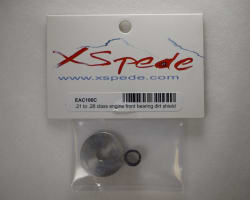 XSpede
www.xspede.com
EAC106C
.21 to .28 class engine front bearing dirt shield